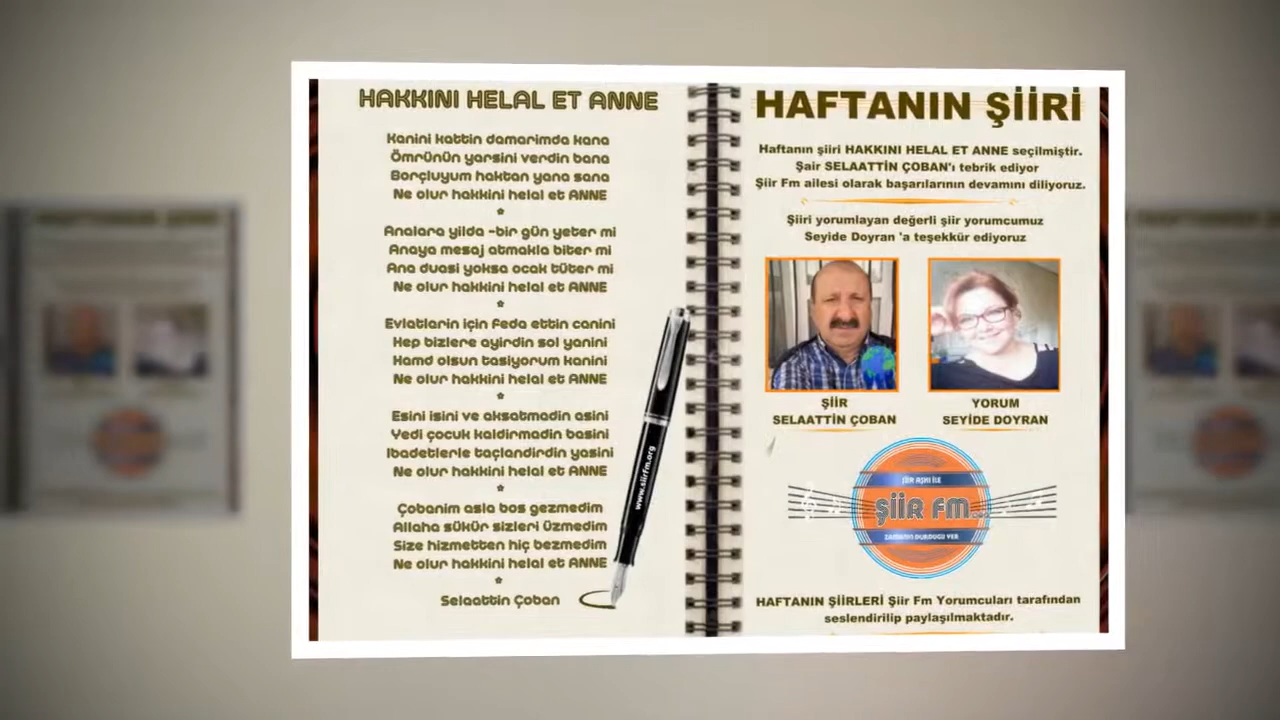 HAKKINI HELAL ET ANNE
Kanini kattin damarimda kana
Ömrünün yarsini verdin bana
Borçluyum haktan yana sana
Ne olur hakkini helal et ANNE
*
Analara yilda -bir gün yeter mi
Anaya mesaj atmakla biter mi
Ana duasi yoksa ocak tüter mi
Ne olur hakkini helal et ANNE
*
Evlatlarin için feda ettin canini
Hep bizlere ayirdin sol yanini
Hamd olsun tasiyorum kanini
Ne olur hakkini helal et ANNE
*
Esini isini ve aksatmadin asini
Yedi çocuk kaldirmadin basini
Ibadetlerle taçlandirdin yasini
Ne olur hakkini helal et ANNE
*
Çobanim asla bos gezmedim
Allaha sükür sizleri üzmedim
Size hizmetten hiç bezmedim
Ne olur hakkini helal et ANNE
*
Selaattin Çoban
www.siirfm.org
HAFTANIN ŞİİRİ
Haftanın şiiri HAKKINI HELAL ET ANNE seçilmiştir.
Şair SELAATTİN ÇOBAN'ı tebrik ediyor
Şiir Fm ailesi olarak başarılarının devamını diliyoruz.
Şiiri yorumlayan değerli şiir yorumcumuz
Seyide Doyran 'a teşekkür ediyoruz
ŞİİR
SELAATTİN ÇOBAN
YORUM
SEYİDE DOYRAN
ŞİİR AŞKI İLE
ŞİİR FM...
ZAMANIN DURDUĞU YER
HAFTANIN ŞİİRLERİ Şiir Fm Yorumcuları tarafından
seslendirilip paylaşılmaktadır.